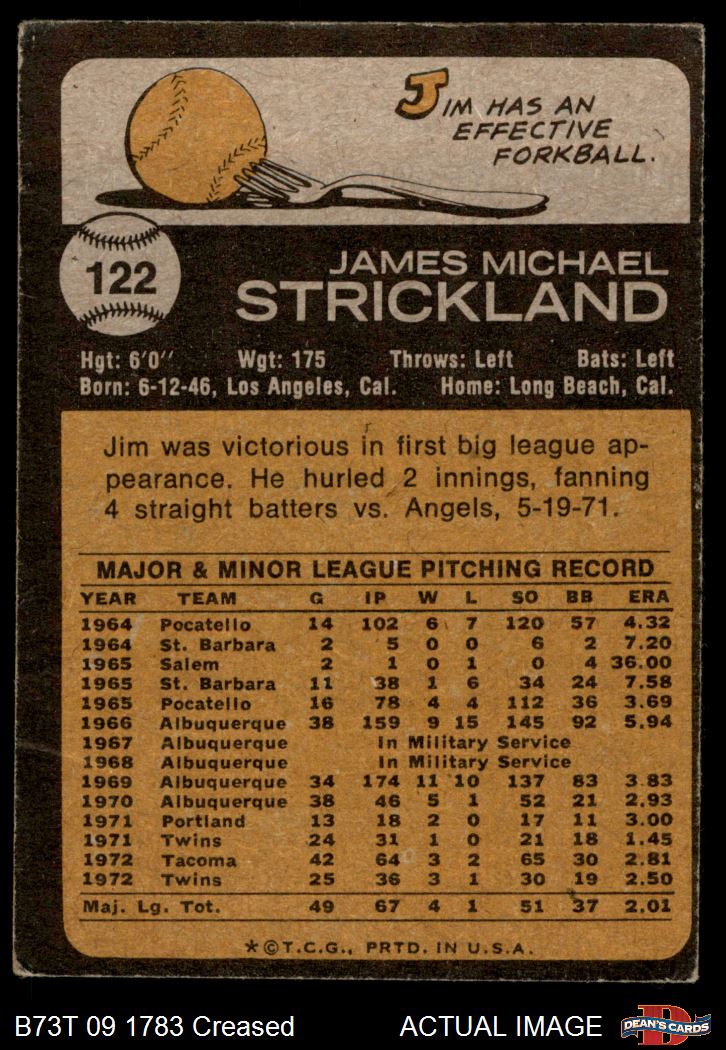 JIM HAS AN
EFFECTIVE
FORKBALL.
122
JAMES MICHAEL
STRICKLAND
Hgt: 6'0" Wgt: 175 Throws: Left Bats: Left
Born: 6-12-46, Los Angeles, Cal. Home: Long Beach, Cal.
Jim was victorious in first big league ap-
pearance. He hurled 2 innings, fanning
4 straight batters vs. Angels, 5-19-71.
MAJOR & MINOR LEAGUE PITCHING RECORD
YEAR TEAM G IP W L SO BB ERA
1964 Pocatello 14 102 6 7 120 57 4.32
1964 St. Barbara 2 5 0 0 6 2 7.20
1965 Salem 2 1 0 1 0 4 36.00
1965 St. Barbara 11 38 1 6 34 24 7.58
1965 Pocatello 16 78 4 4 112 36 3.69
1966 Albuquerque 38 159 9 15 145 92 5.94
1967 Albuquerque In Military Service
1968 Albuquerque In Military Service
1969 Albuquerque 34 174 11 10 137 83 3.83
1970 Albuquerque 38 46 5 1 52 21 2.93
1971 Portland 13 18 2 0 17 11 3.00
1971 Twins 24 31 1 0 21 18 1.45
1972 Tacoma 42 64 3 2 65 30 2.81
1972 Twins 25 36 3 1 30 19 2.50
Maj. Lg. Tot. 49 67 4 1 51 37 2.01
*©T.C.G., PRTD. IN U.S.A.
B73T 09 1783 Creased ACTUAL IMAGE
D
DEAN'S CARDS